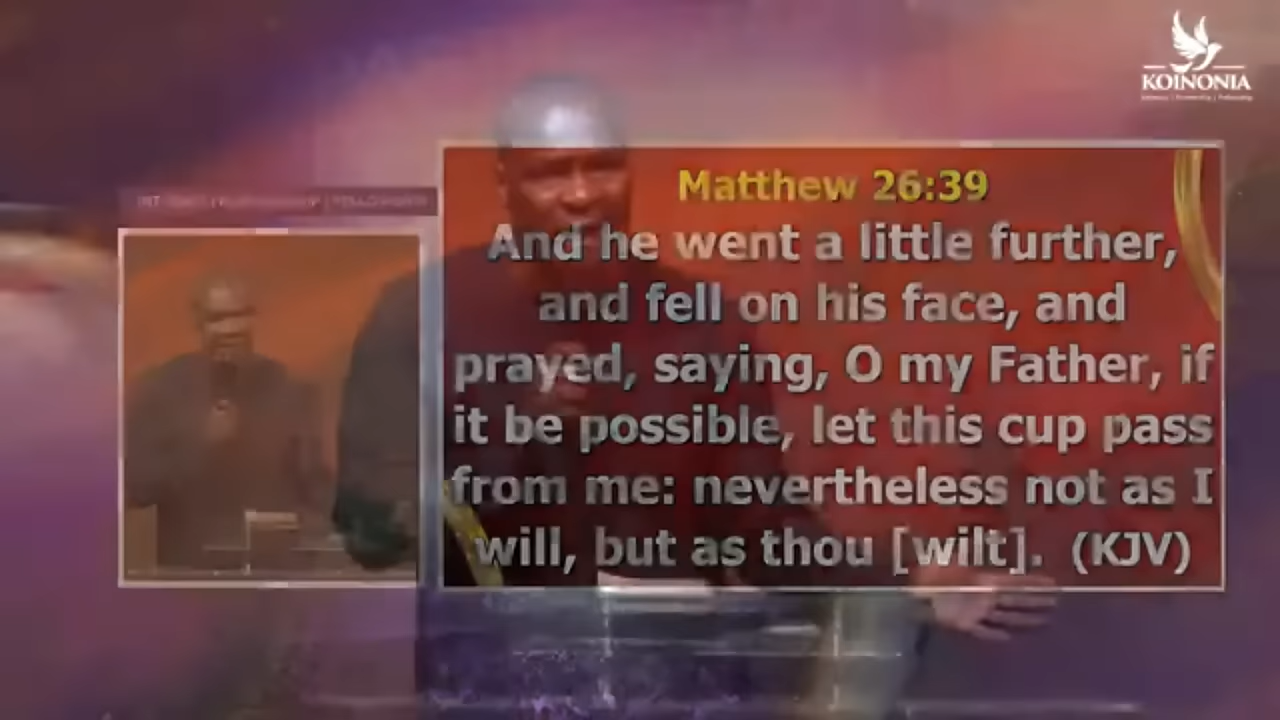 KOINONIA
Matthew 26:39
And he went a little further,
and fell on his face, and
prayed, saying, O my Father, if
it be possible, let this cup pass
from me: nevertheless not as I
will, but as thou [wilt]. (KJV)